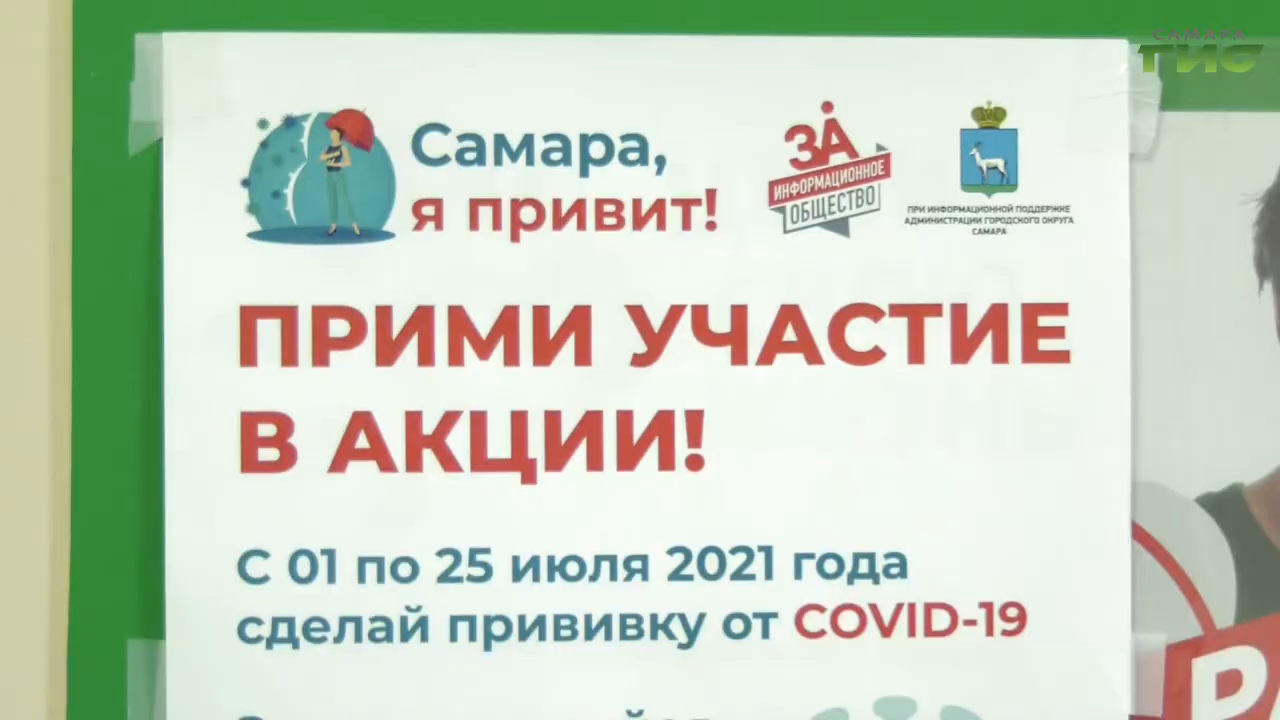 САМАРА
ГИС
Самара,
я привит!
ЗА
ИНФОРМАЦИОННОЕ
ОБЩЕСТВО
ПРИ ИНФОРМАЦИОННОЙ ПОДДЕРЖКЕ
АДМИНИСТРАЦИИ ГОРОДСКОГО ОКРУГА
САМАРА
ПРИМИ УЧАСТИЕ
В АКЦИИ!
С 01 по 25 июля 2021 года
сделай прививку от COVID-19